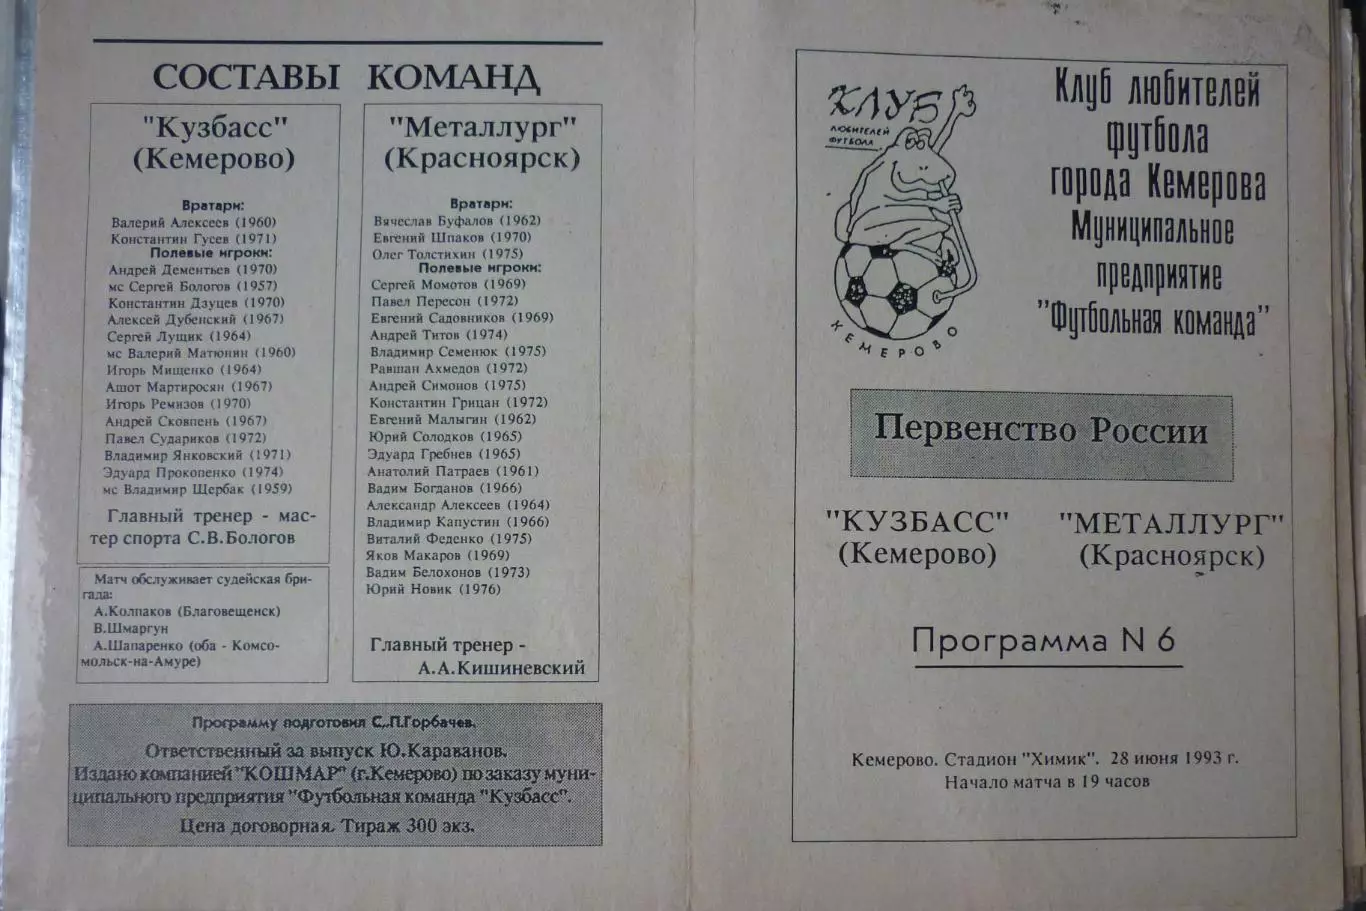 СОСТАВЫ КОМАНД
"Кузбасс"
(Кемерово)
Вратари:
Валерий Алексеев (1960)
Константин Гусев (1971)
Полевые игроки:
Андрей Дементьев (1970)
мс Сергей Бологов (1957)
Константин Дзуцев (1970)
Алексей Дубенский (1967)
Сергей Лущик (1964)
мс Валерий Матюнин (1960)
Игорь Мищенко (1964)
Ашот Мартиросян (1967)
Игорь Ремизов (1970)
Андрей Сковпень (1967)
Павел Судариков (1972)
Владимир Янковский (1971)
Эдуард Прокопенко (1974)
мс Владимир Щербак (1959)
Главный тренер - мас-
тер спорта С.В.Бологов
Матч обслуживает судейская бри-
гада:
А.Колпаков (Благовещенск)
В.Шмаргун
А.Шапаренко (оба - Комсо-
мольск-на-Амуре)
"Металлург"
(Красноярск)
Вратари:
Вячеслав Буфалов (1962)
Евгений Шпаков (1970)
Олег Толстихин (1975)
Полевые игроки:
Сергей Момотов (1969)
Павел Пересон (1972)
Евгений Садовников (1969)
Андрей Титов (1974)
Владимир Семенюк (1975)
Равшан Ахмедов (1972)
Андрей Симонов (1975)
Константин Грицан (1972)
Евгений Малыгин (1962)
Юрий Солодков (1965)
Эдуард Гребнев (1965)
Анатолий Патраев (1961)
Вадим Богданов (1966)
Александр Алексеев (1964)
Владимир Капустин (1966)
Виталий Феденко (1975)
Яков Макаров (1969)
Вадим Белохонов (1973)
Юрий Новик (1976)
Главный тренер -
А.А.Кишиневский
Программу подготовил С.П.Горбачев.
Ответственный за выпуск Ю.Караванов.
Издано компанией "КОШМАР" (г.Кемерово) по заказу муни-
ципального предприятия "Футбольная команда "Кузбасс".
Цена договорная. Тираж 300 экз.
КЛУБ
ЛЮБИТЕЛЕЙ
ФУТБОЛА
КЕМЕРОВО
Клуб любителей
футбола
города Кемерова
Муниципальное
предприятие
"Футбольная команда"
Первенство России
"КУЗБАСС" "МЕТАЛЛУРГ"
(Кемерово) (Красноярск)
Программа N 6
Кемерово. Стадион "Химик". 28 июня 1993 г.
Начало матча в 19 часов